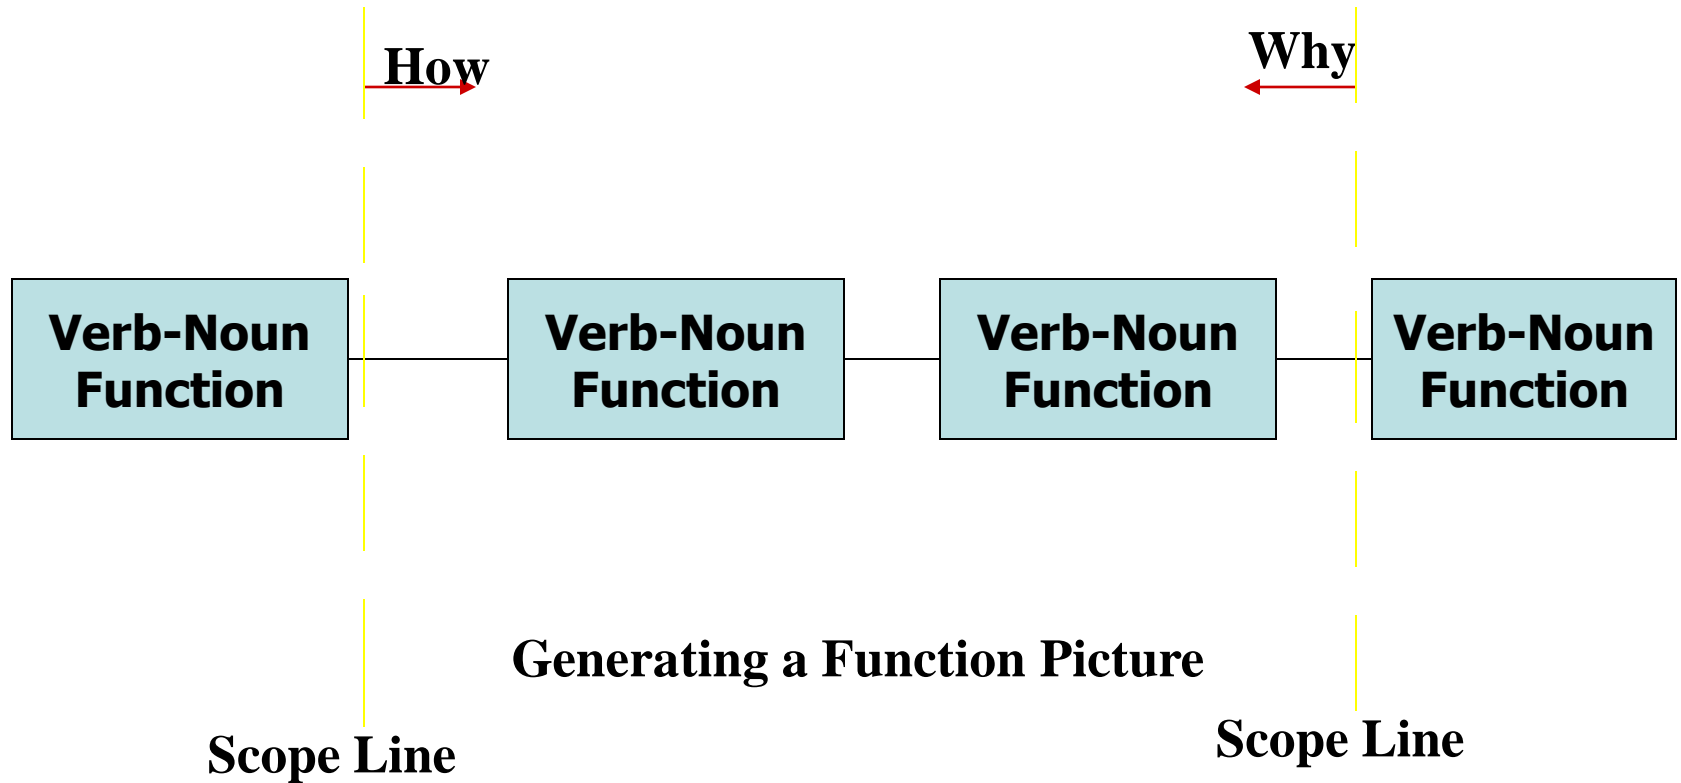 How
Why
Verb-Noun
Function
Verb-Noun
Function
Verb-Noun
Function
Verb-Noun
Function
Generating a Function Picture
Scope Line
Scope Line